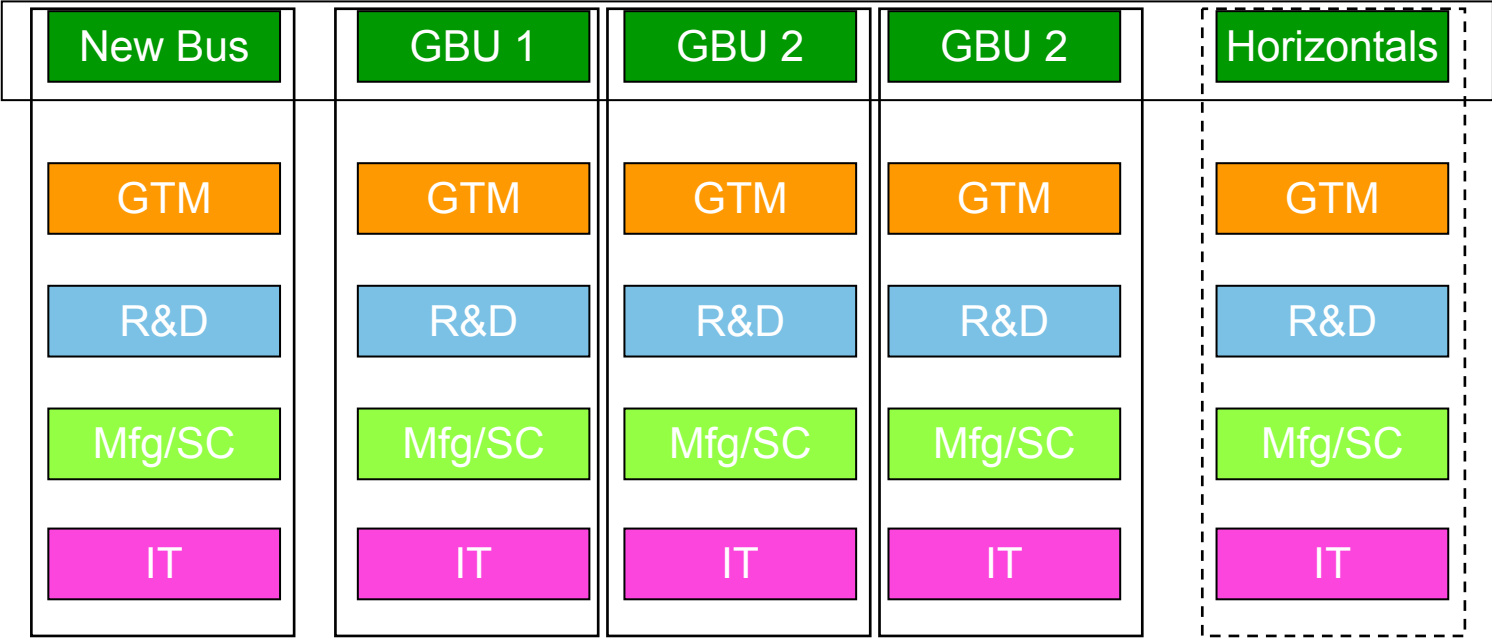 New Bus GBU 1 GBU 2 GBU 2 Horizontals
GTM GTM GTM GTM GTM
R&D R&D R&D R&D R&D
Mfg/SC Mfg/SC Mfg/SC Mfg/SC Mfg/SC
IT IT IT IT IT